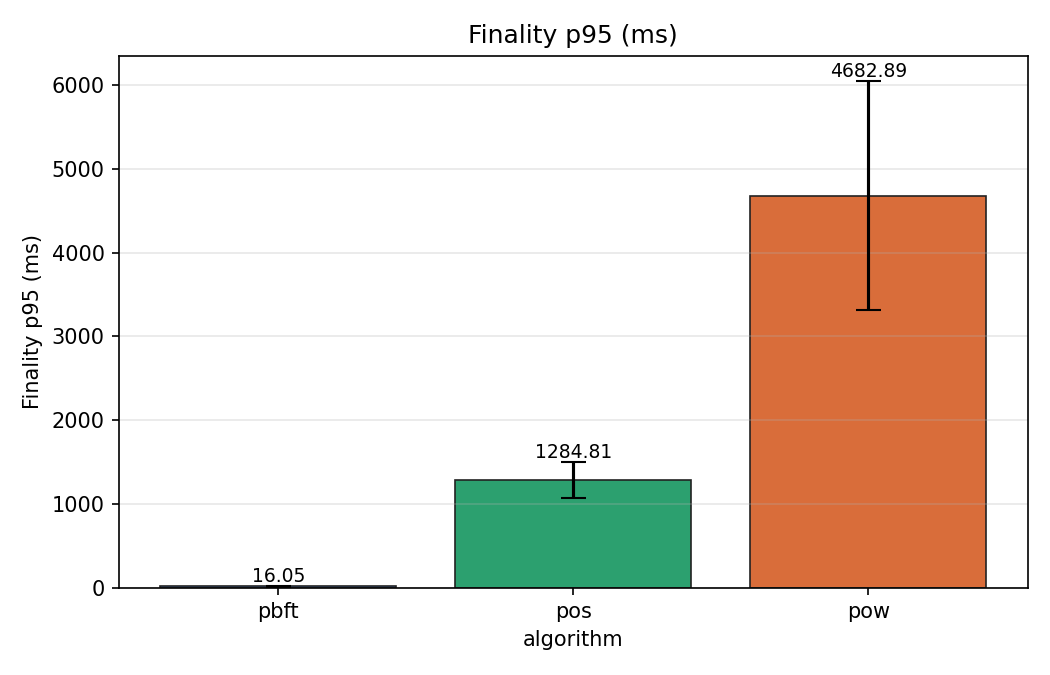 Finality p95 (ms)
Finality p95 (ms)
6000
5000
4000
3000
2000
1000
0
4682.89
1284.81
16.05
pbft
pos
pow
algorithm